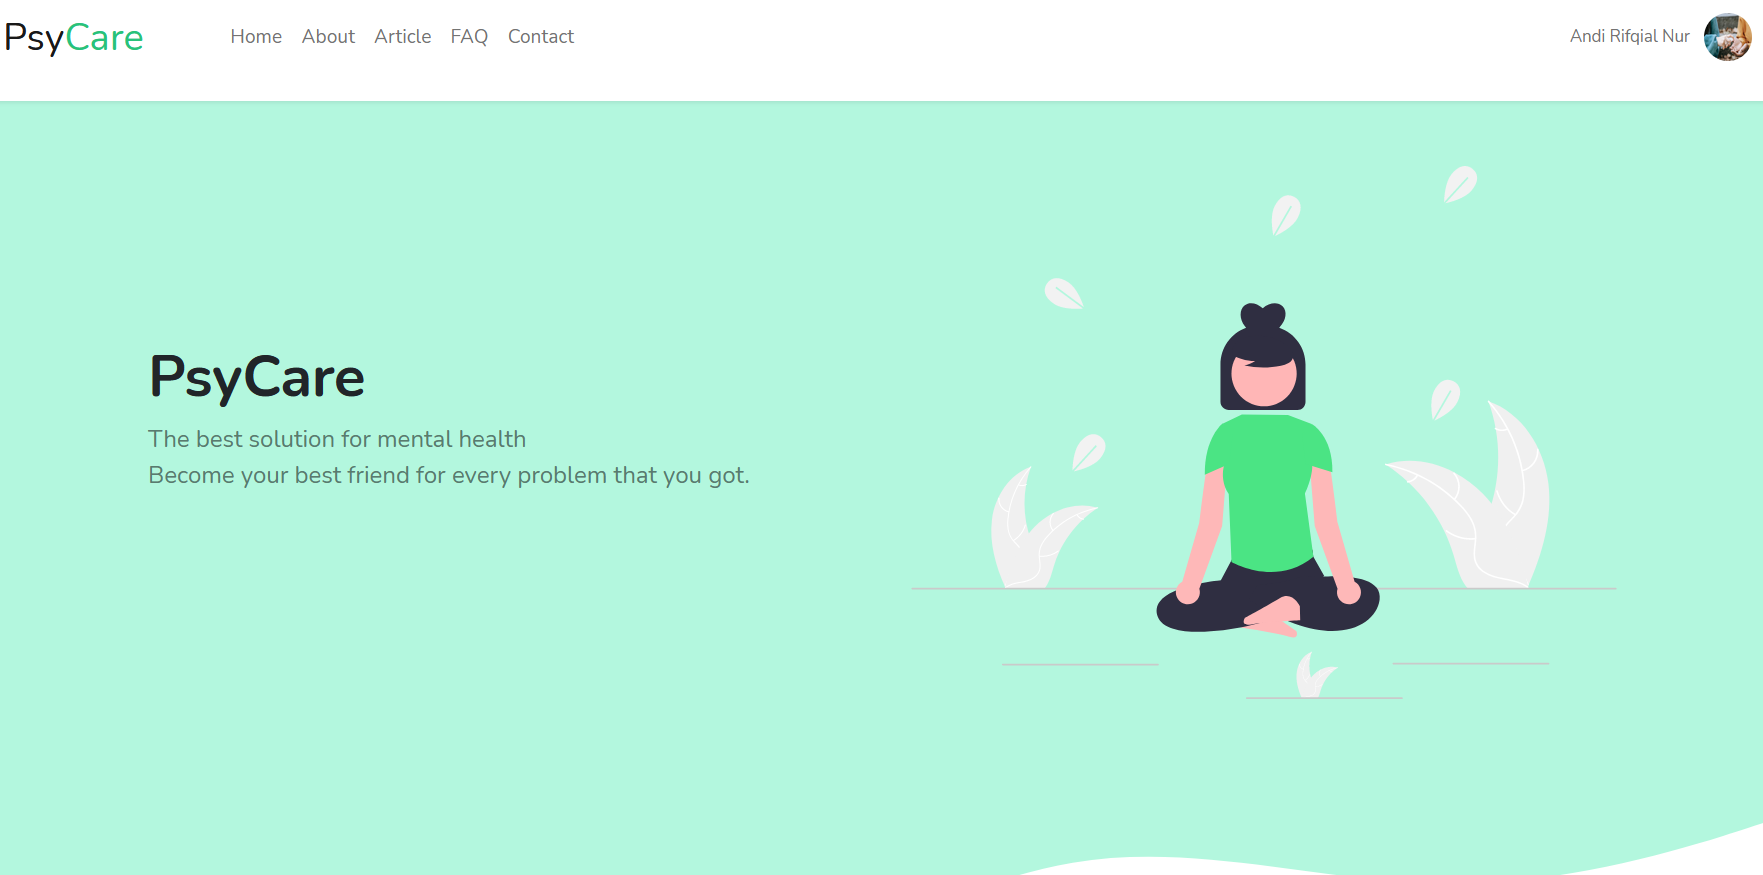 PsyCare
Home About Article FAQ Contact
Andi Rifqial Nur
PsyCare
The best solution for mental health
Become your best friend for every problem that you got.